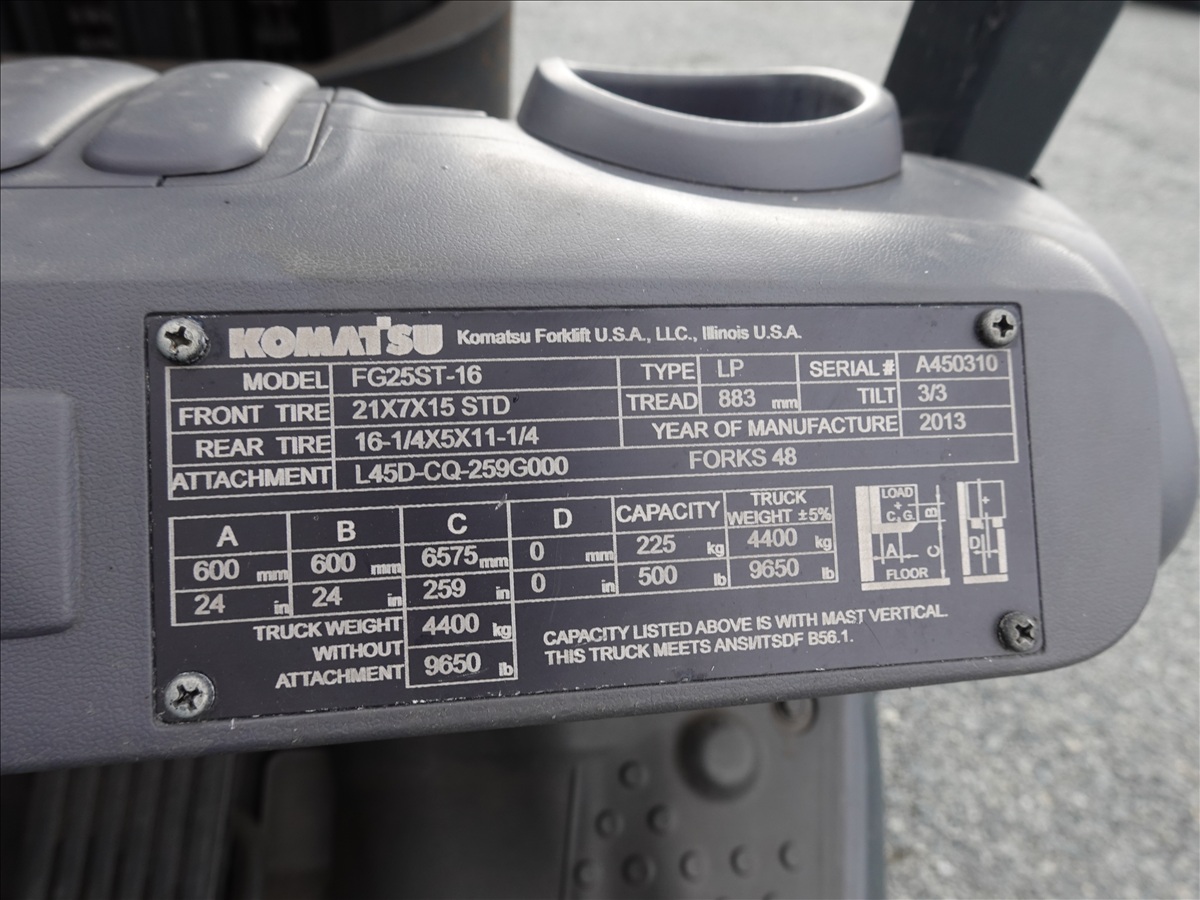 KOMATSU Komatsu Forklift U.S.A., LLC., Illinois U.S.A.
MODEL FG25ST-16 TYPE LP SERIAL # A450310
FRONT TIRE 21X7X15 STD TREAD 883 mm TILT 3/3
REAR TIRE 16-1/4X5X11-1/4 YEAR OF MANUFACTURE 2013
ATTACHMENT L45D-CQ-259G000 FORKS 48
A B C D CAPACITY TRUCK WEIGHT ±5%
600 mm 600 mm 6575 mm 0 mm 225 kg 4400 kg
24 in 24 in 259 in 0 in 500 lb 9650 lb
TRUCK WEIGHT WITHOUT ATTACHMENT 4400 kg
9650 lb
CAPACITY LISTED ABOVE IS WITH MAST VERTICAL.
THIS TRUCK MEETS ANSI/ITSDF B56.1.
LOAD
C.G.
A B C
FLOOR
D